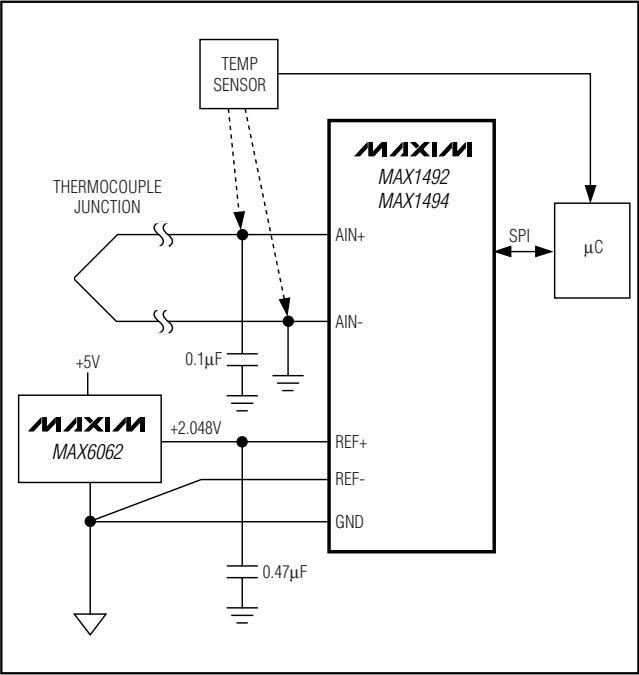 TEMP
SENSOR
MAXIM
MAX1492
MAX1494
THERMOCOUPLE
JUNCTION
AIN+
SPI
μC
AIN-
0.1μF
+5V
MAXIM
MAX6062
+2.048V
REF+
REF-
GND
0.47μF